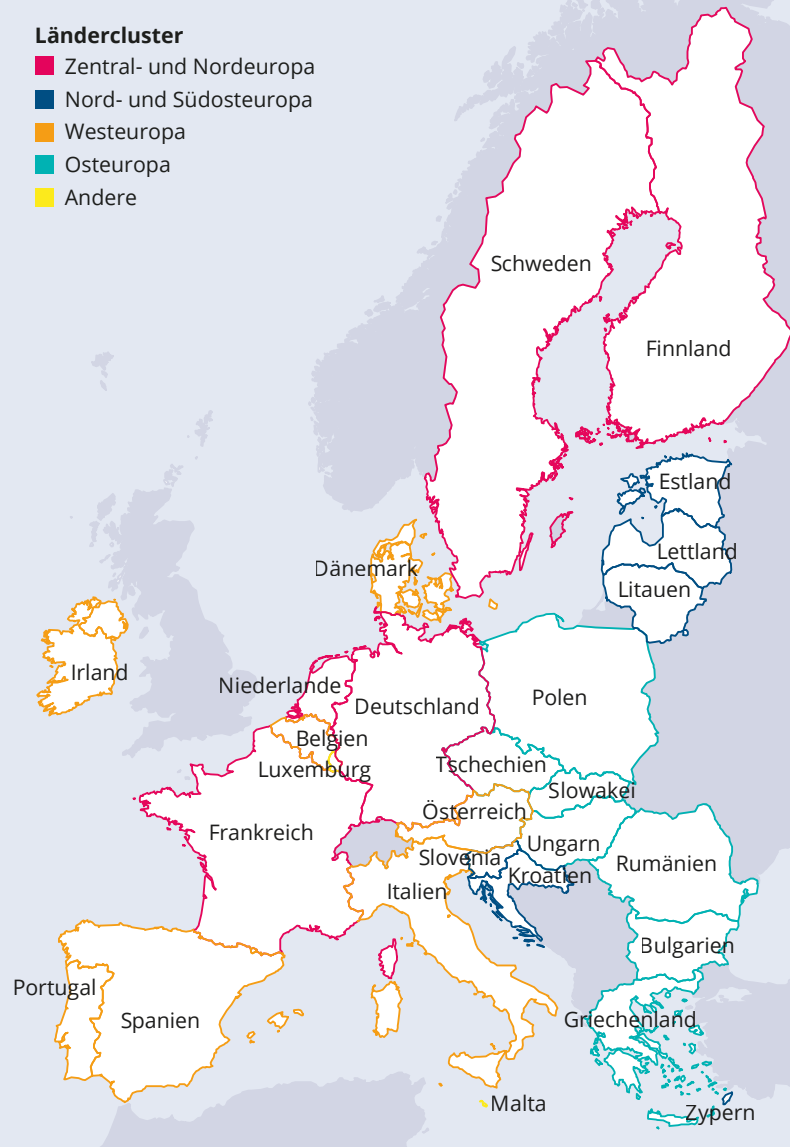 Ländercluster
Zentral- und Nordeuropa
Nord- und Südosteuropa
Westeuropa
Osteuropa
Andere
Schweden
Finnland
Estland
Lettland
Dänemark
Litauen
Irland
Niederlande
Polen
Deutschland
Belgien
Tschechien
Luxemburg
Slowakei
Österreich
Frankreich
Ungarn
Slovenia
Rumänien
Kroatien
Italien
Bulgarien
Portugal
Spanien
Griechenland
Malta
Zypern